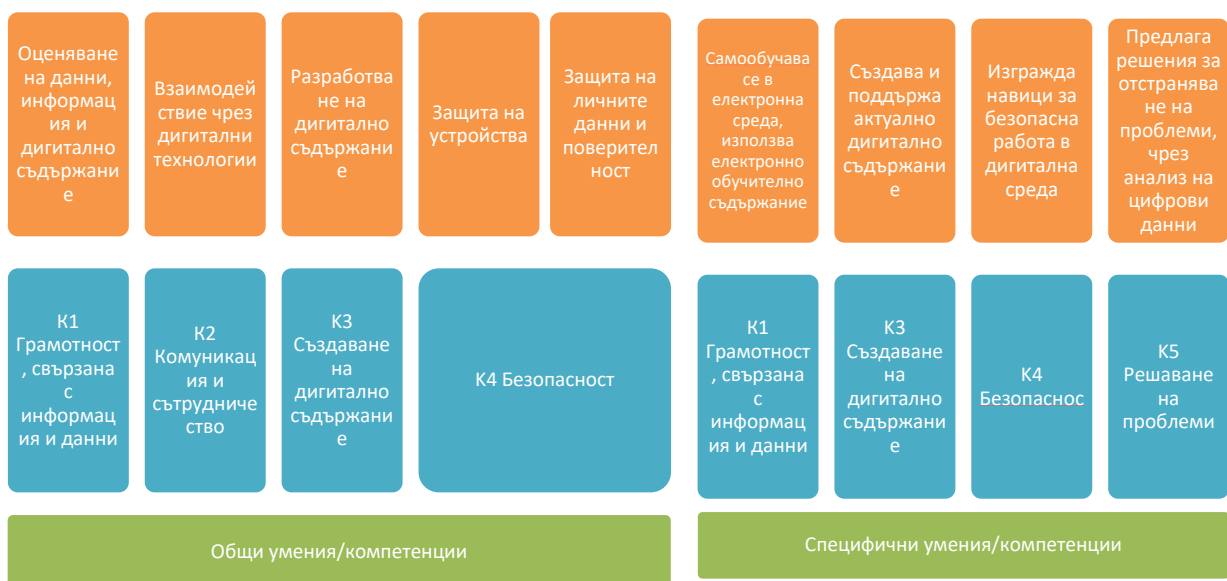 Оценяване
на данни,
информац
ия и
дигитално
съдържани
е
Взаимодей
ствие чрез
дигитални
технологии
Разработва
не на
дигитално
съдържани
е
Защита на
устройства
Защита на
личните
данни и
поверител
ност
Самообучава
се в
електронна
среда,
използва
електронно
обучително
съдържание
Създава и
поддържа
актуално
дигитално
съдържани
е
Изгражда
навици за
безопасна
работа в
дигитална
среда
Предлага
решения за
отстранява
не на
проблеми,
чрез
анализ на
цифрови
данни
К1
Грамотност
, свързана
с
информац
ия и данни
К2
Комуникац
ия и
сътрудниче
ство
К3
Създаване
на
дигитално
съдържани
е
К4 Безопасност
К1
Грамотност
, свързана
с
информац
ия и данни
К3
Създаване
на
дигитално
съдържани
е
К4
Безопаснос
К5
Решаване
на
проблеми
Общи умения/компетенции
Специфични умения/компетенции